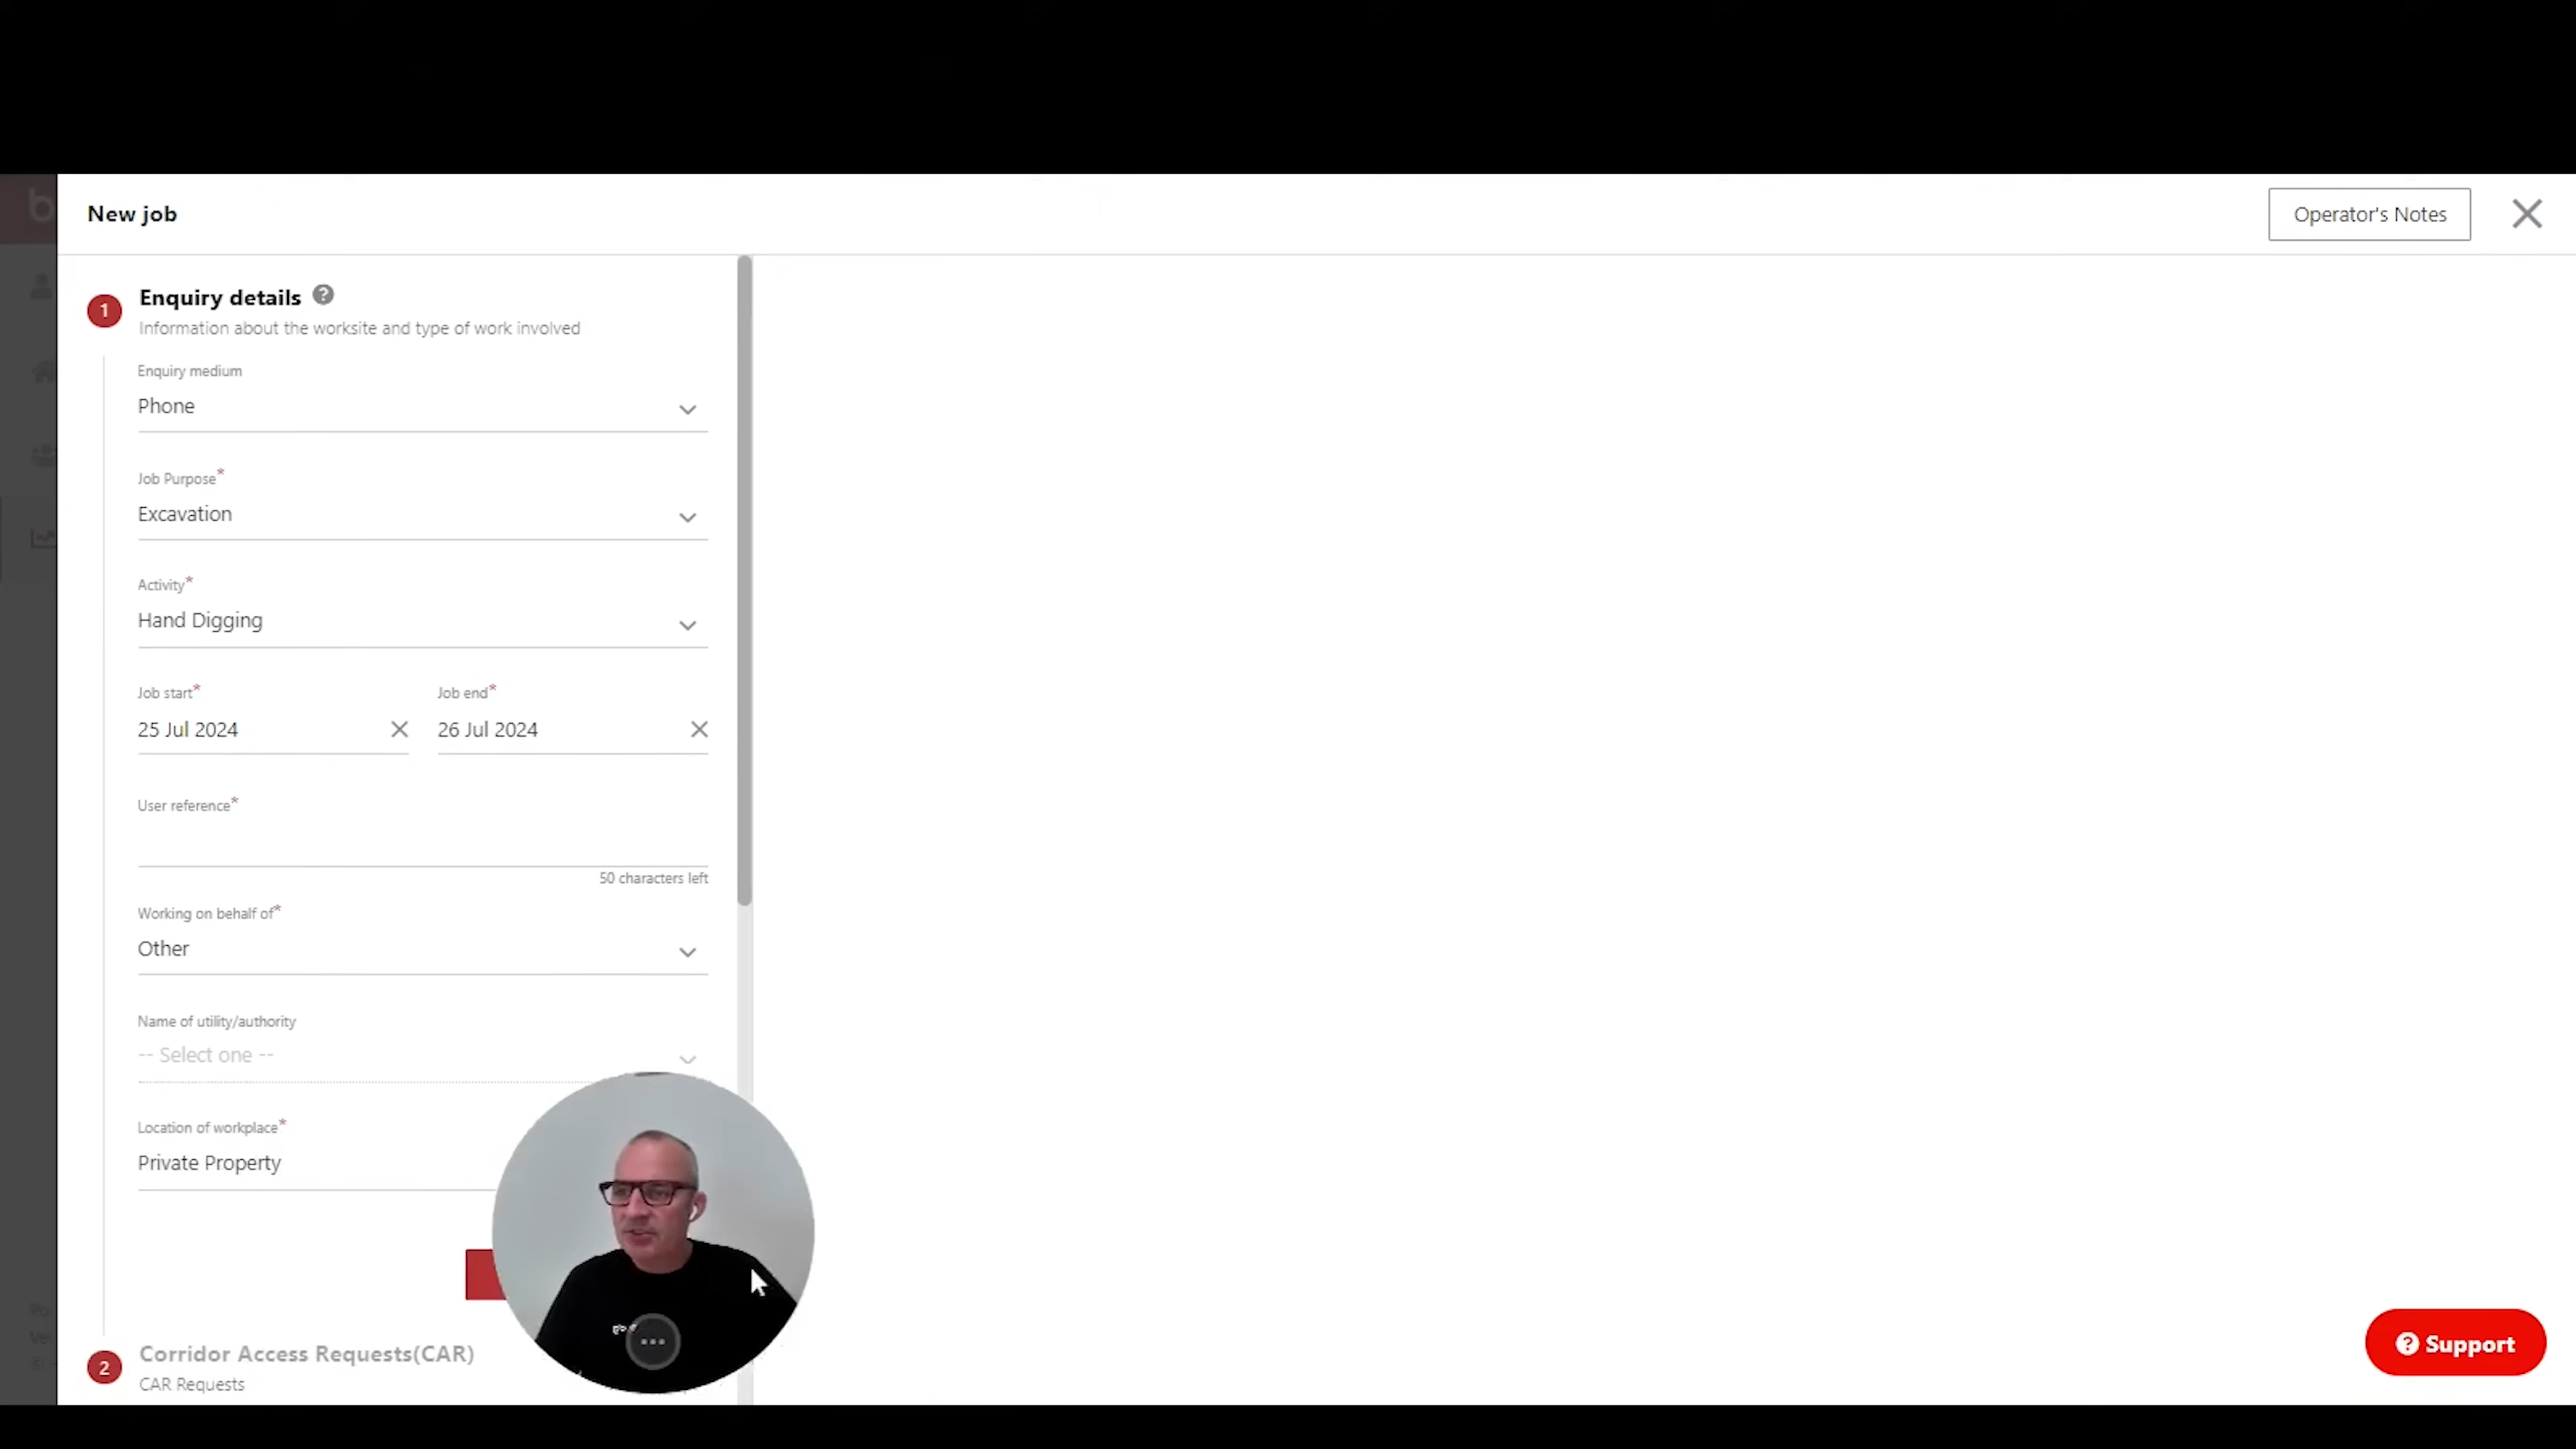 b
New job
Operator's Notes
1
Enquiry details
Information about the worksite and type of work involved
Enquiry medium
Phone
Job Purpose*
Excavation
Activity*
Hand Digging
Job start*
Job end*
25 Jul 2024
26 Jul 2024
User reference*
50 characters left
Working on behalf of*
Other
Name of utility/authority
-- Select one --
Location of workplace*
Private Property
2
Corridor Access Requests(CAR)
CAR Requests
Support